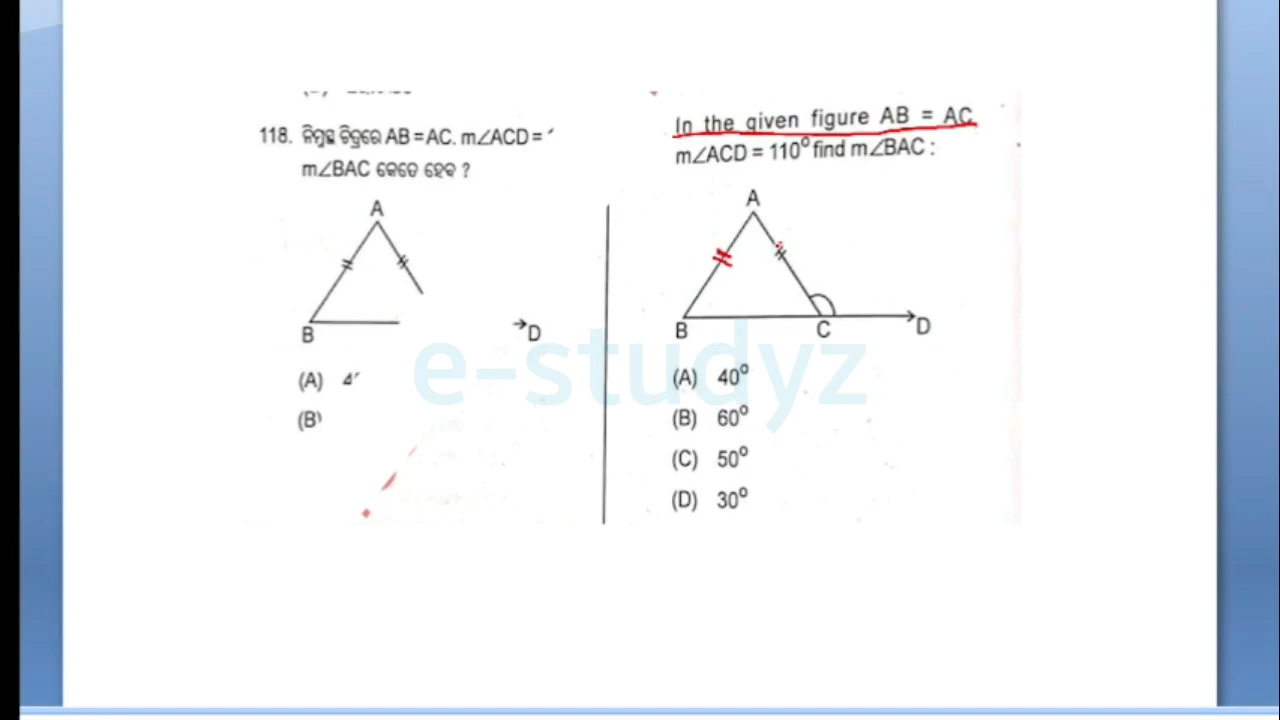 118. ନିମ୍ନସ୍ଥ ଚିତ୍ରରେ AB = AC. m∠ACD =
m∠BAC କେତେ ହେବ ?
A
B
D
(A)
(B)
In the given figure AB = AC
m∠ACD = 110° find m∠BAC :
A
B
C
D
(A) 40°
(B) 60°
(C) 50°
(D) 30°
e-studyz